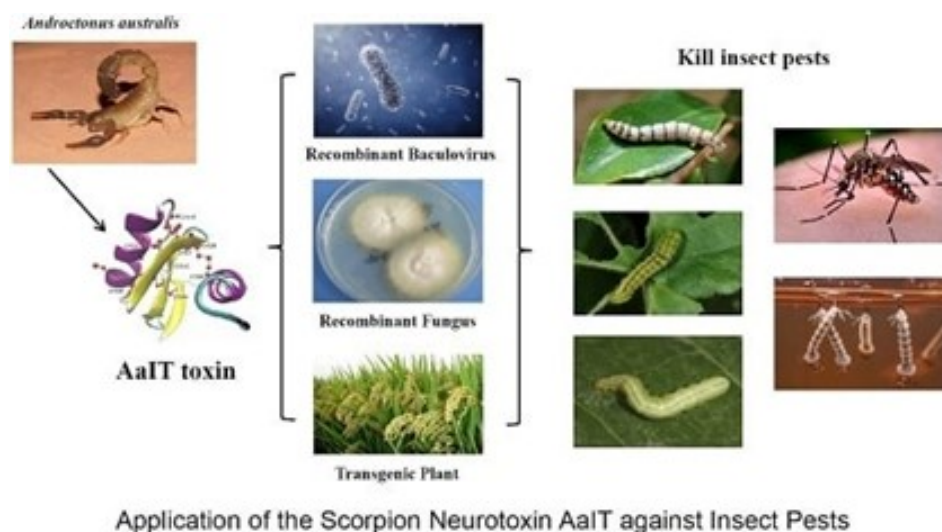 Androctonus australis
Kill insect pests
Recombinant Baculovirus
Recombinant Fungus
AaIT toxin
Transgenic Plant
Application of the Scorpion Neurotoxin AaIT against Insect Pests